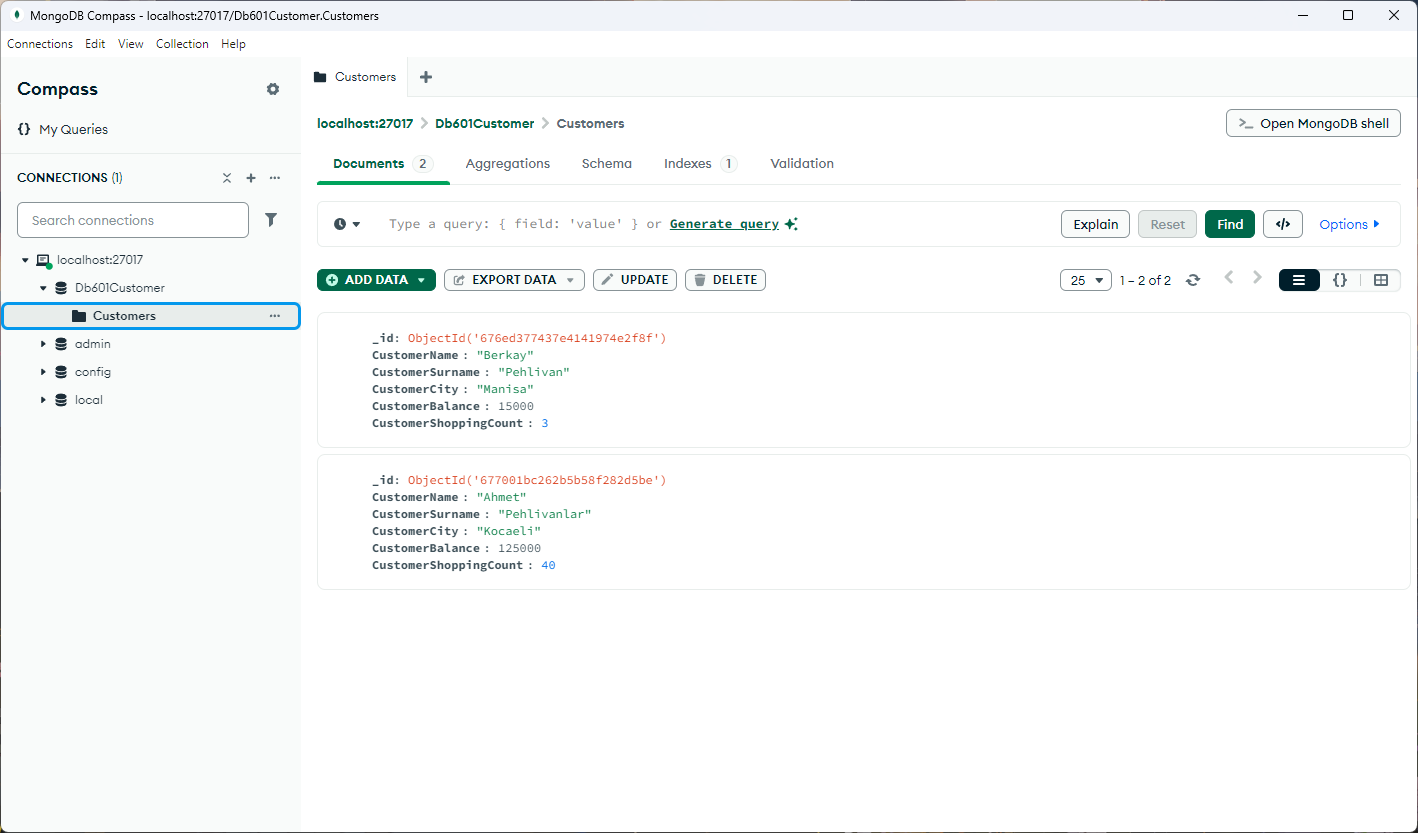 MongoDB Compass - localhost:27017/Db601Customer.Customers
Connections Edit View Collection Help
Compass
{} My Queries
CONNECTIONS (1)
Search connections
localhost:27017
Db601Customer
Customers
admin
config
local
Customers
localhost:27017 > Db601Customer > Customers
>_ Open MongoDB shell
Documents 2 Aggregations Schema Indexes 1 Validation
Type a query: { field: 'value' } or Generate query
Explain Reset Find </> Options
ADD DATA EXPORT DATA UPDATE DELETE
25 1 – 2 of 2 {}
_id: ObjectId('676ed377437e4141974e2f8f')
CustomerName : "Berkay"
CustomerSurname : "Pehlivan"
CustomerCity : "Manisa"
CustomerBalance : 15000
CustomerShoppingCount : 3
_id: ObjectId('677001bc262b5b58f282d5be')
CustomerName : "Ahmet"
CustomerSurname : "Pehlivanlar"
CustomerCity : "Kocaeli"
CustomerBalance : 125000
CustomerShoppingCount : 40